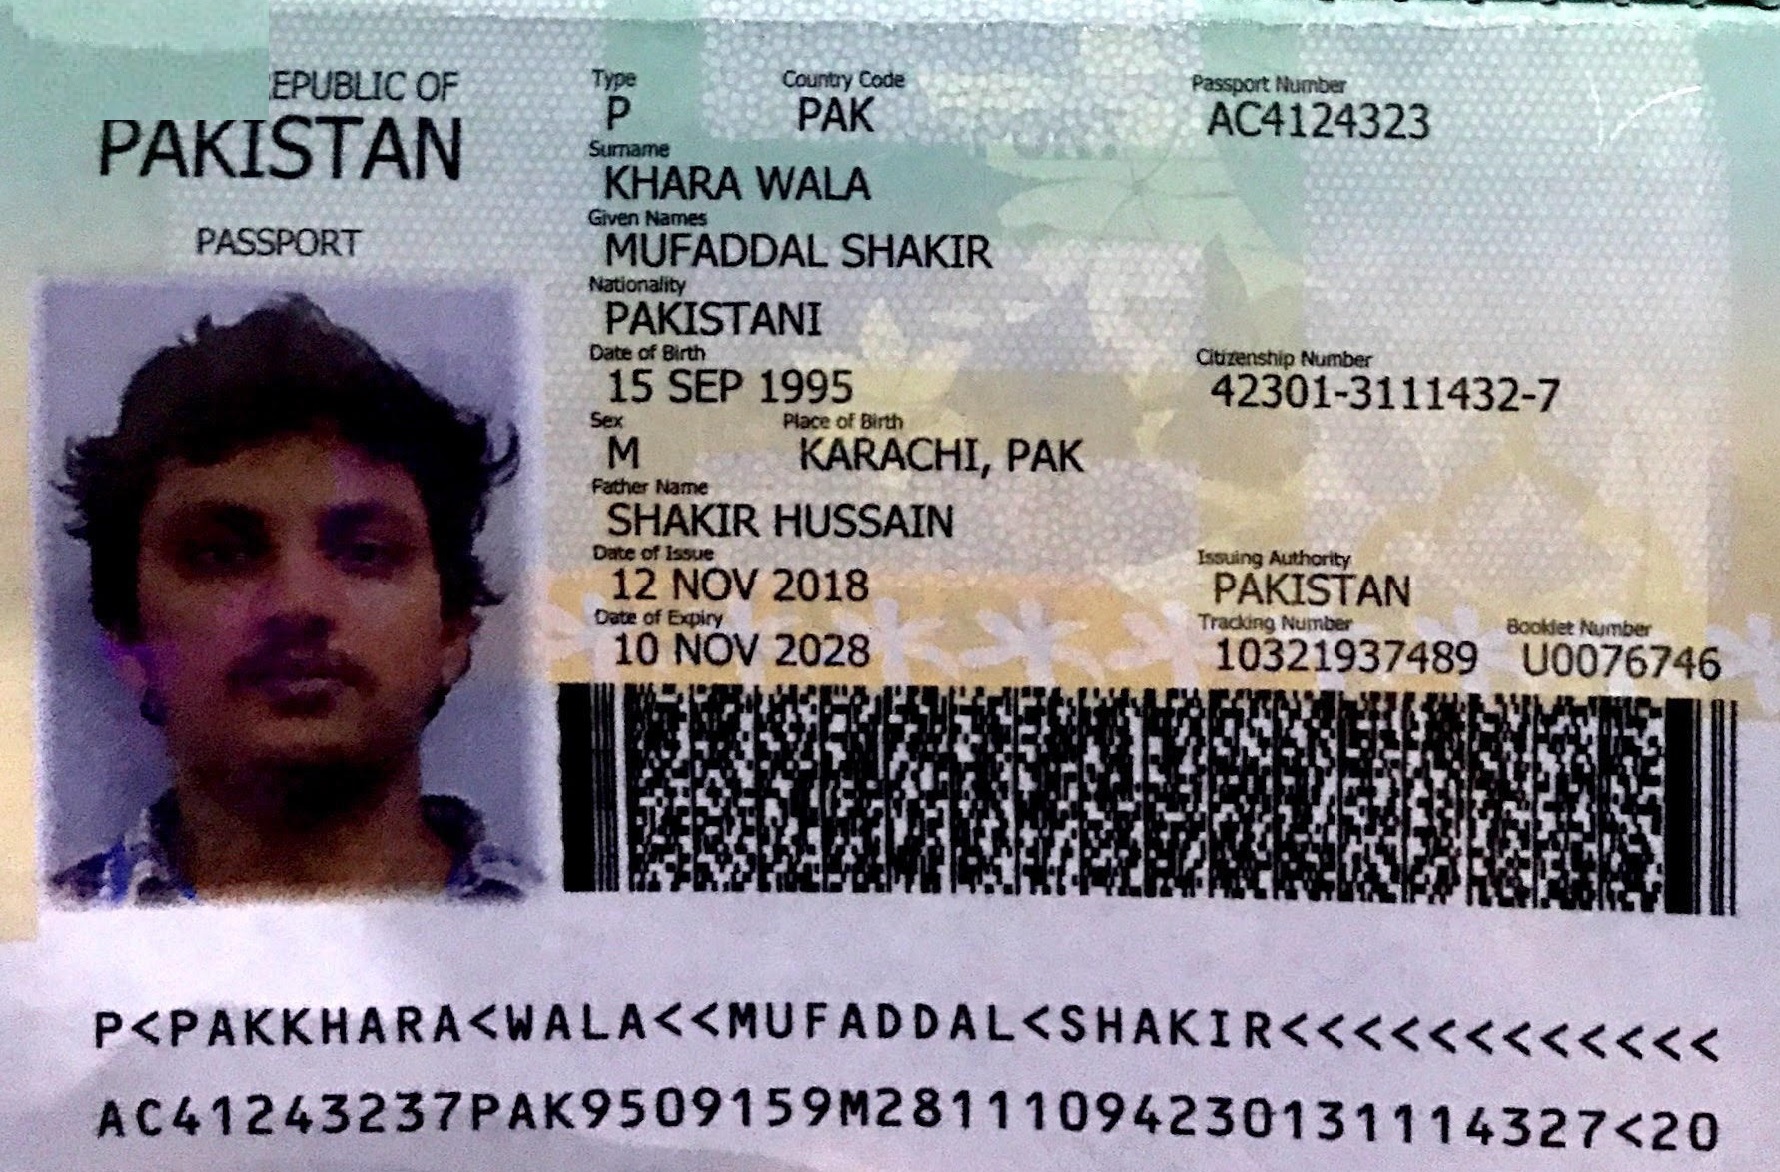 EPUBLIC OF
PAKISTAN
PASSPORT
Type
P
Country Code
PAK
Passport Number
AC4124323
Surname
KHARA WALA
Given Names
MUFADDAL SHAKIR
Nationality
PAKISTANI
Date of Birth
15 SEP 1995
Citizenship Number
42301-3111432-7
Sex
M
Place of Birth
KARACHI, PAK
Father Name
SHAKIR HUSSAIN
Date of Issue
12 NOV 2018
Issuing Authority
PAKISTAN
Date of Expiry
10 NOV 2028
Tracking Number
10321937489
Booklet Number
U0076746
P<PAKKHARA<WALA<<MUFADDAL<SHAKIR<<<<<<<<<<<<
AC41243237PAK9509159M28111094230131114327<20